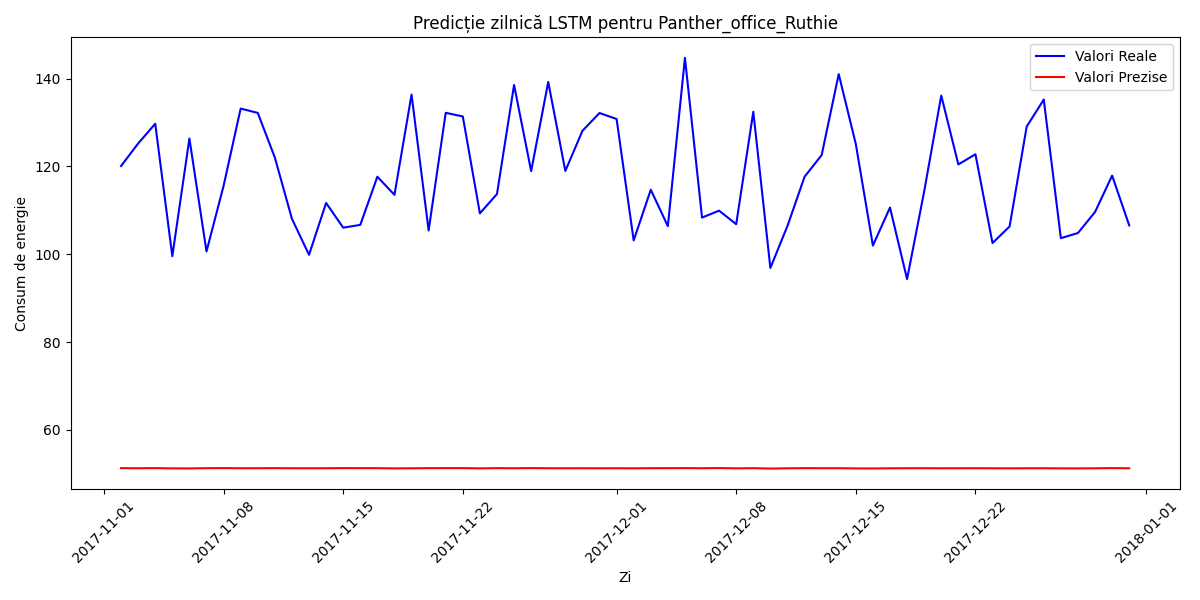 Predicție zilnică LSTM pentru Panther_office_Ruthie
Valori Reale
Valori Prezise
Consum de energie
140
120
100
80
60
2017-11-01
2017-11-08
2017-11-15
2017-11-22
2017-12-01
2017-12-08
2017-12-15
2017-12-22
2018-01-01
Zi